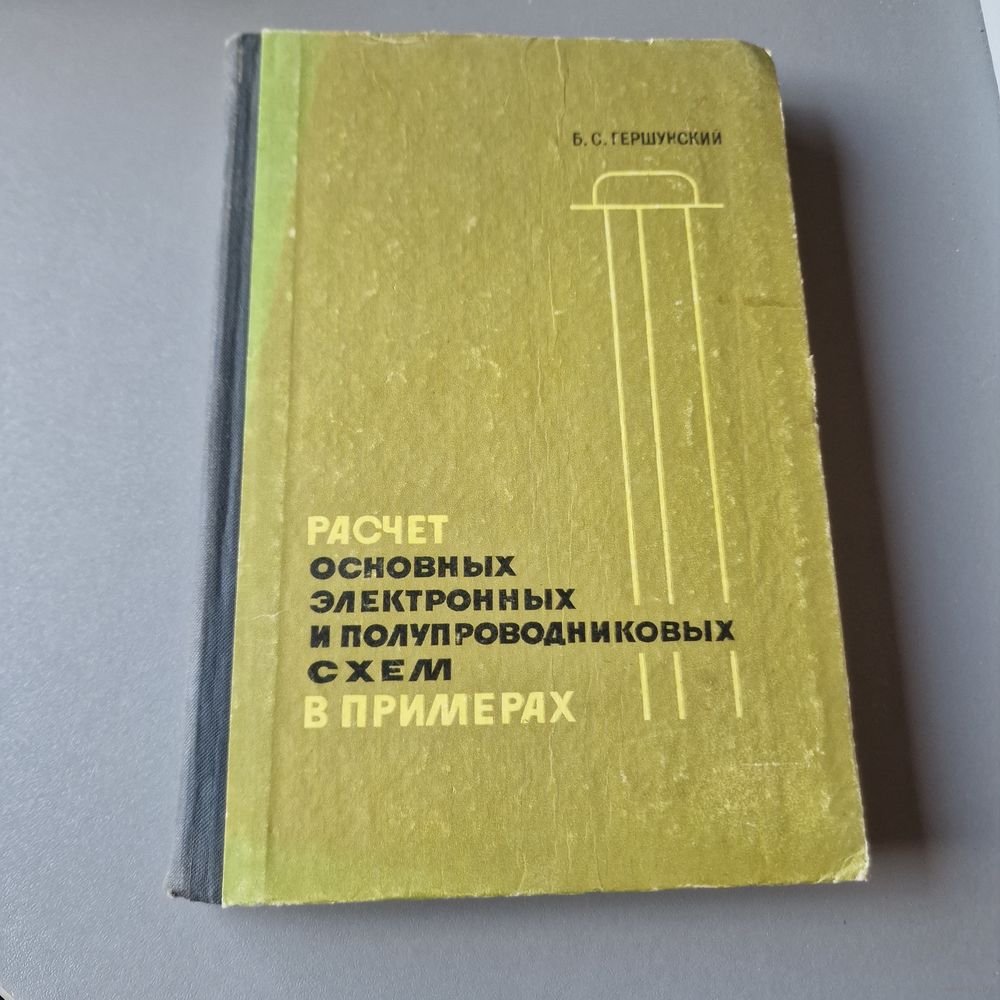 Б. С. ГЕРШУНСКИЙ
РАСЧЕТ
ОСНОВНЫХ
ЭЛЕКТРОННЫХ
И ПОЛУПРОВОДНИКОВЫХ
СХЕМ
В ПРИМЕРАХ